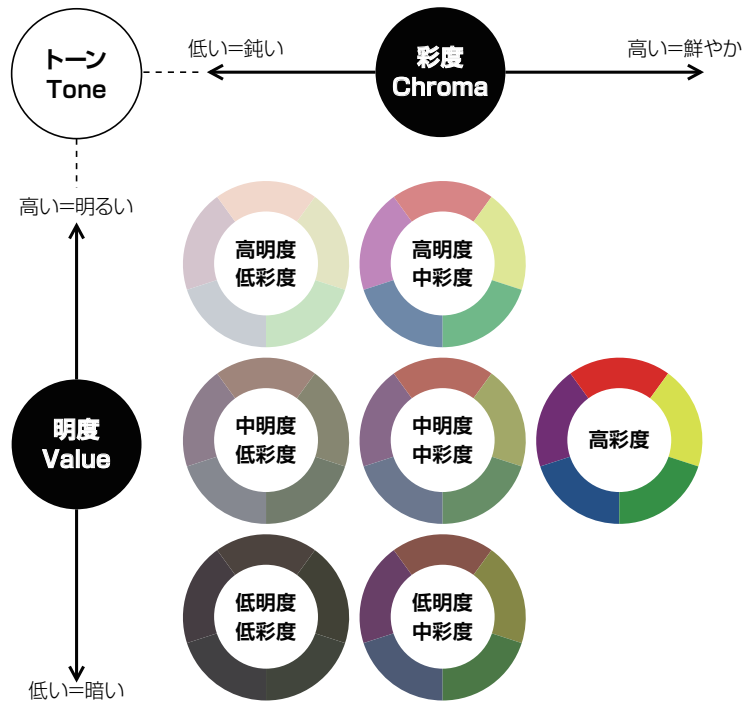 トーン
Tone
低い=鈍い
彩度
Chroma
高い=鮮やか
高い=明るい
高明度
低彩度
高明度
中彩度
明度
Value
中明度
低彩度
中明度
中彩度
高彩度
低明度
低彩度
低明度
中彩度
低い=暗い